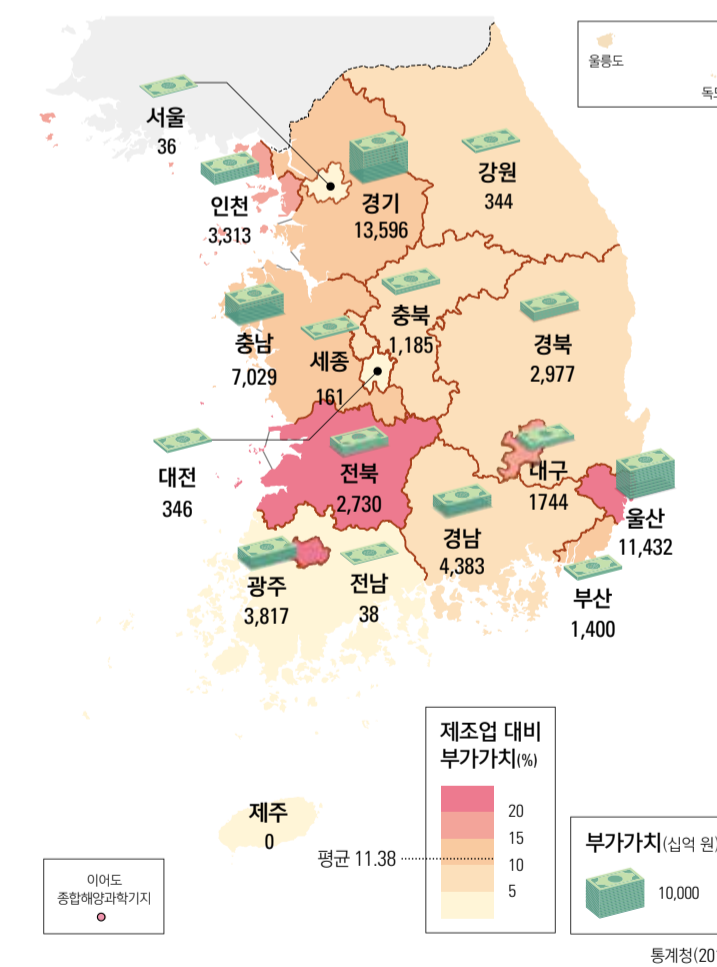 울릉도
서울
36
인천
3,313
경기
13,596
강원
344
충남
7,029
세종
161
충북
1,185
경북
2,977
대전
346
전북
2,730
대구
1744
울산
11,432
경남
4,383
광주
3,817
전남
38
부산
1,400
제주
0
제조업 대비
부가가치(%)
20
15
10
5
평균 11.38
부가가치(십억 원)
10,000
이어도
종합해양과학기지
통계청(20